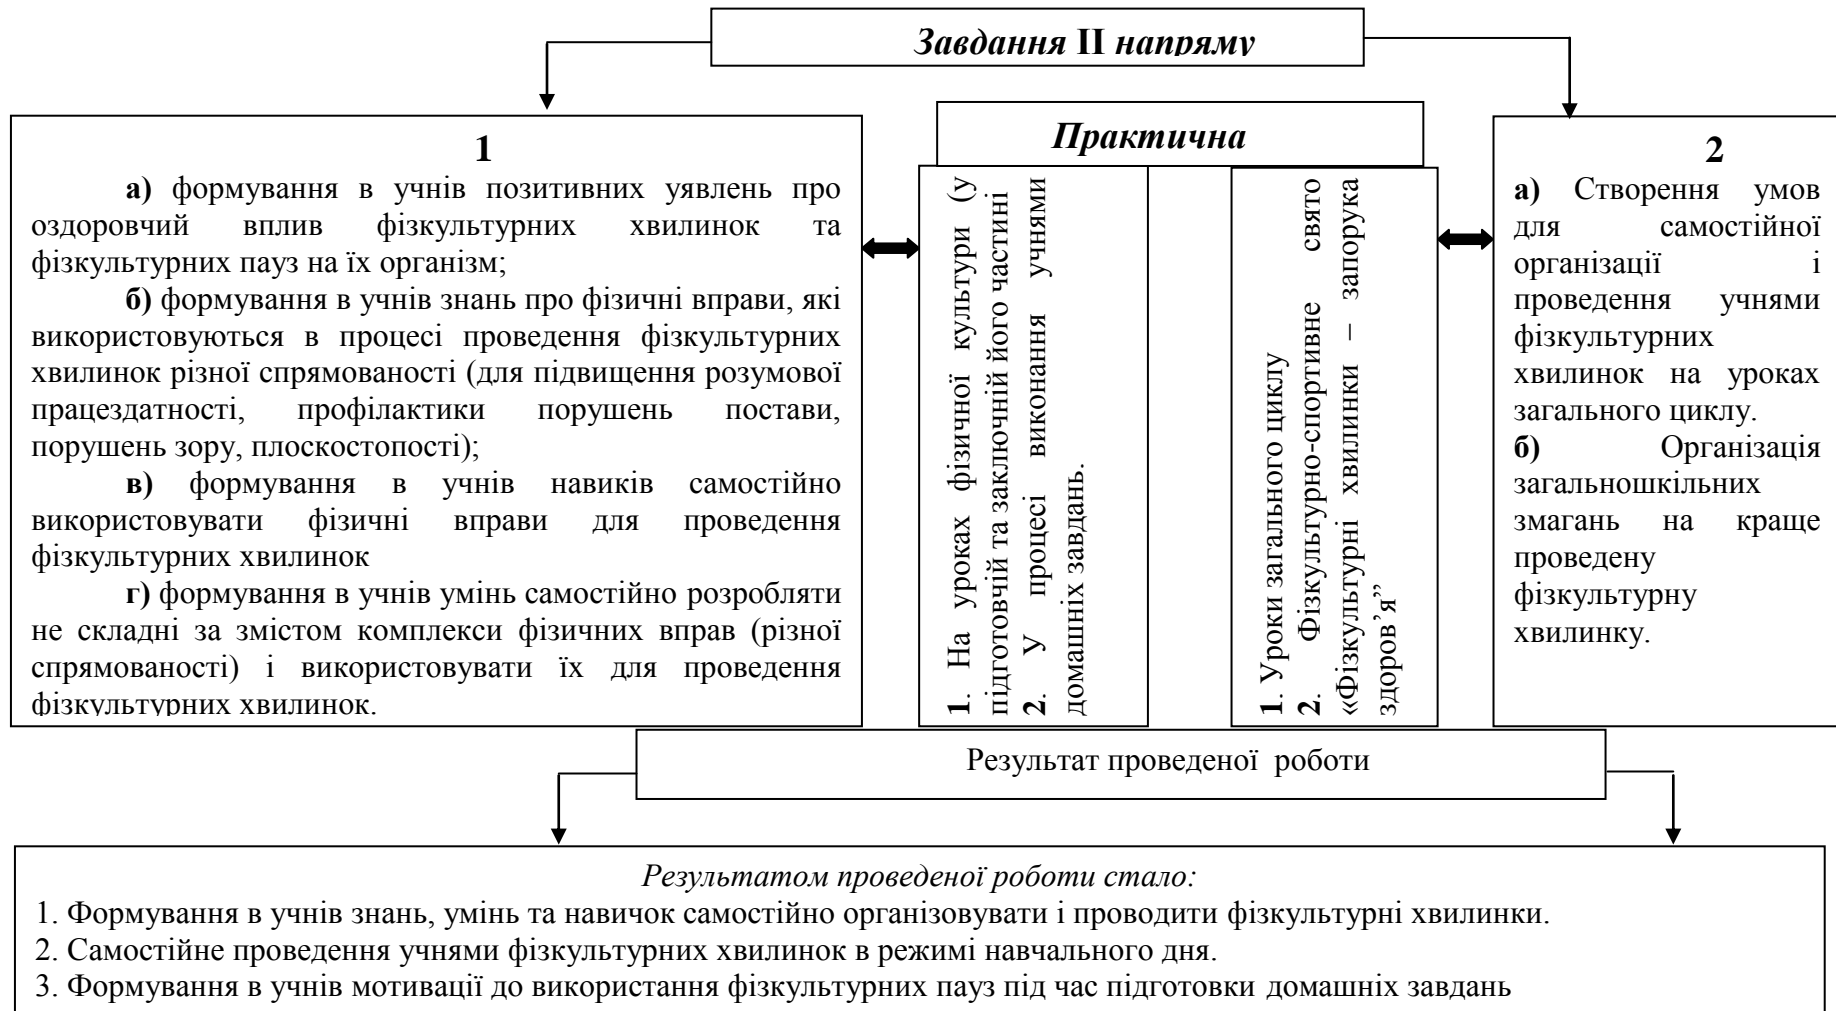 Завдання ІІ напряму
1
а) формування в учнів позитивних уявлень про
оздоровчий вплив фізкультурних хвилинок та
фізкультурних пауз на їх організм;
б) формування в учнів знань про фізичні вправи, які
використовуються в процесі проведення фізкультурних
хвилинок різної спрямованості (для підвищення розумової
працездатності, профілактики порушень постави,
порушень зору, плоскостопості);
в) формування в учнів навиків самостійно
використовувати фізичні вправи для проведення
фізкультурних хвилинок
г) формування в учнів умінь самостійно розробляти
не складні за змістом комплекси фізичних вправ (різної
спрямованості) і використовувати їх для проведення
фізкультурних хвилинок.
Практична
1. На уроках фізичної культури (у
підготовчій та заключній його частині
2. У процесі виконання учнями
домашніх завдань.
1. Уроки загального циклу
2. Фізкультурно-спортивне свято
«Фізкультурні хвилинки – запорука
здоров’я”
2
а) Створення умов
для самостійної
організації і
проведення учнями
фізкультурних
хвилинок на уроках
загального циклу.
б) Організація
загальношкільних
змагань на краще
проведену
фізкультурну
хвилинку.
Результат проведеної роботи
Результатом проведеної роботи стало:
1. Формування в учнів знань, умінь та навичок самостійно організовувати і проводити фізкультурні хвилинки.
2. Самостійне проведення учнями фізкультурних хвилинок в режимі навчального дня.
3. Формування в учнів мотивації до використання фізкультурних пауз під час підготовки домашніх завдань